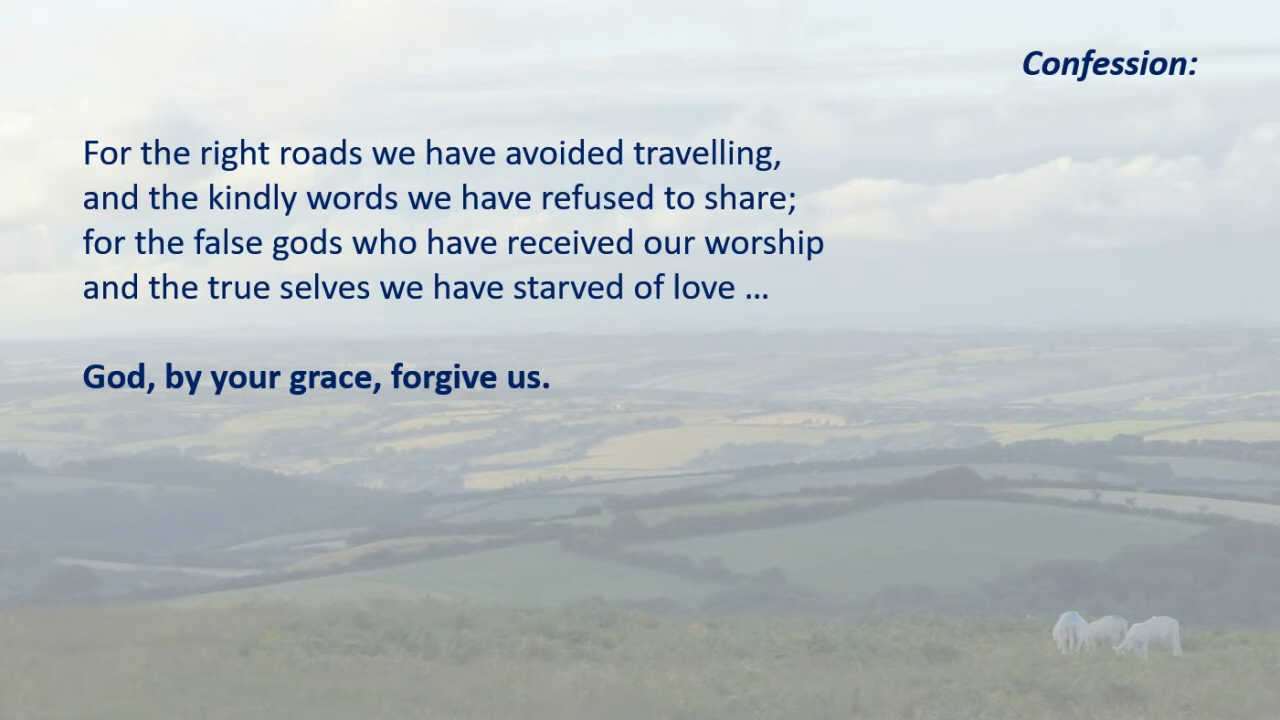 Confession:
For the right roads we have avoided travelling,
and the kindly words we have refused to share;
for the false gods who have received our worship
and the true selves we have starved of love …
God, by your grace, forgive us.